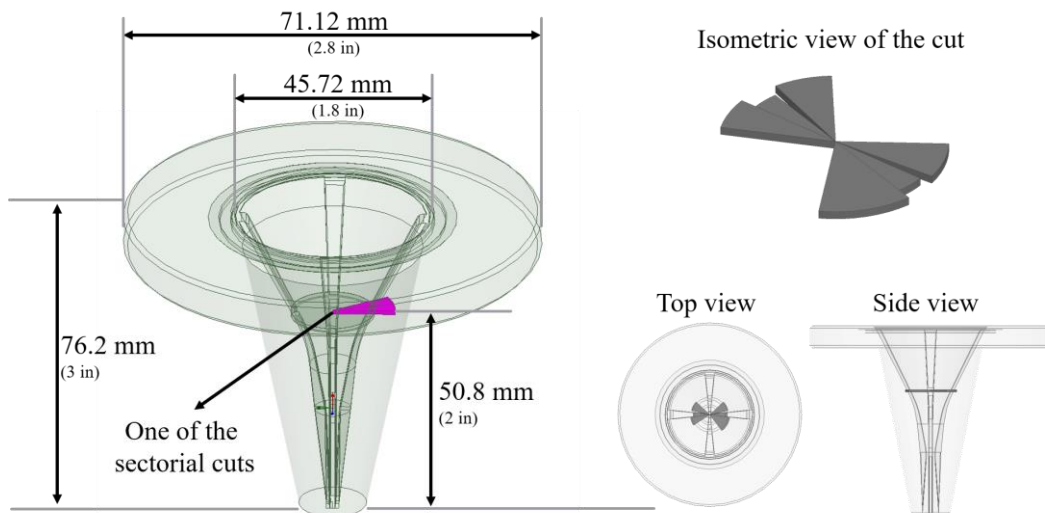 71.12 mm
(2.8 in)
45.72 mm
(1.8 in)
76.2 mm
(3 in)
50.8 mm
(2 in)
One of the
sectorial cuts
Isometric view of the cut
Top view
Side view